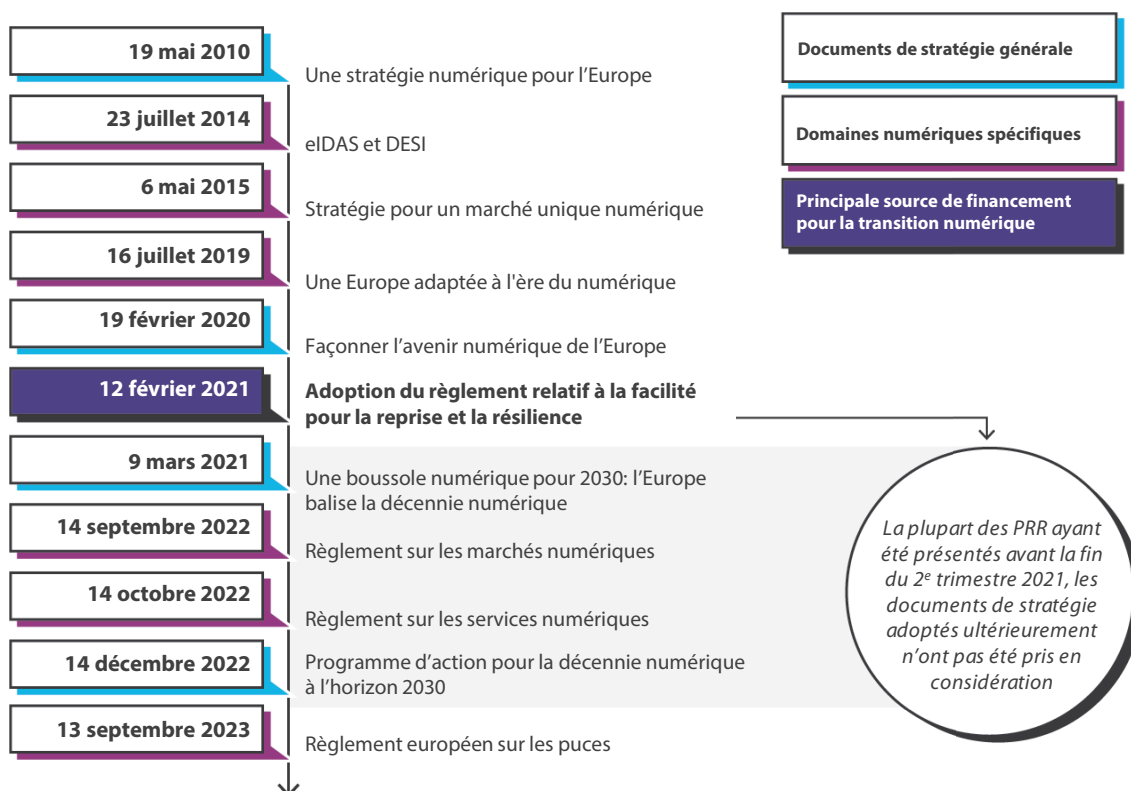 19 mai 2010
Une stratégie numérique pour l’Europe
23 juillet 2014
eIDAS et DESI
6 mai 2015
Stratégie pour un marché unique numérique
16 juillet 2019
Une Europe adaptée à l'ère du numérique
19 février 2020
Façonner l’avenir numérique de l’Europe
12 février 2021
Adoption du règlement relatif à la facilité
pour la reprise et la résilience
9 mars 2021
Une boussole numérique pour 2030: l’Europe
balise la décennie numérique
14 septembre 2022
Règlement sur les marchés numériques
14 octobre 2022
Règlement sur les services numériques
14 décembre 2022
Programme d’action pour la décennie numérique
à l’horizon 2030
13 septembre 2023
Règlement européen sur les puces
Documents de stratégie générale
Domaines numériques spécifiques
Principale source de financement
pour la transition numérique
La plupart des PRR ayant
été présentés avant la fin
du 2e trimestre 2021, les
documents de stratégie
adoptés ultérieurement
n’ont pas été pris en
considération